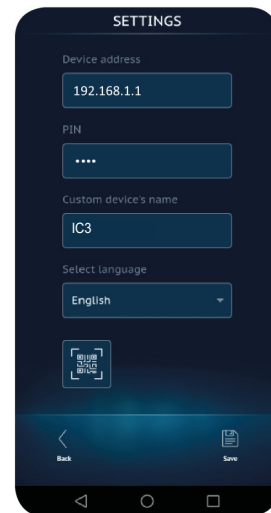 SETTINGS
Device address
192.168.1.1
PIN
••••
Custom device's name
IC3
Select language
English
Back
Save